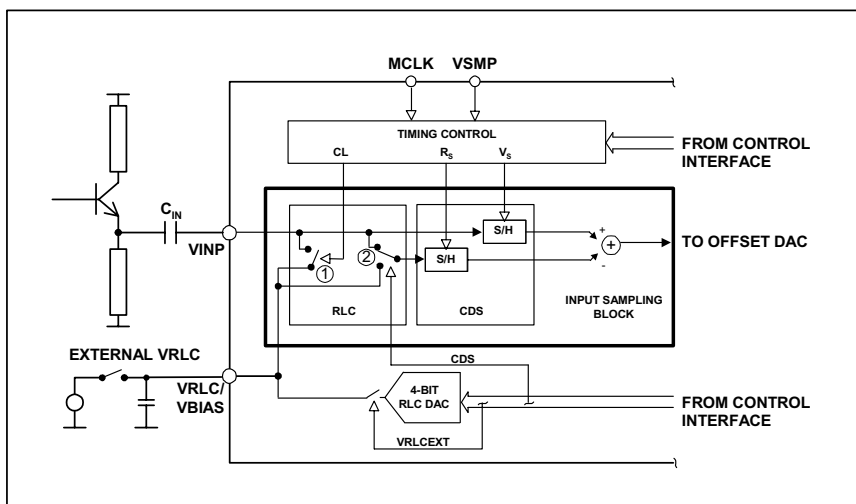 MCLK VSMP
TIMING CONTROL
CL RS VS
FROM CONTROL
INTERFACE
CIN
VINP
S/H
S/H
+
-
+
TO OFFSET DAC
1
2
RLC
CDS
INPUT SAMPLING
BLOCK
EXTERNAL VRLC
VRLC/
VBIAS
CDS
4-BIT
RLC DAC
VRLCEXT
FROM CONTROL
INTERFACE